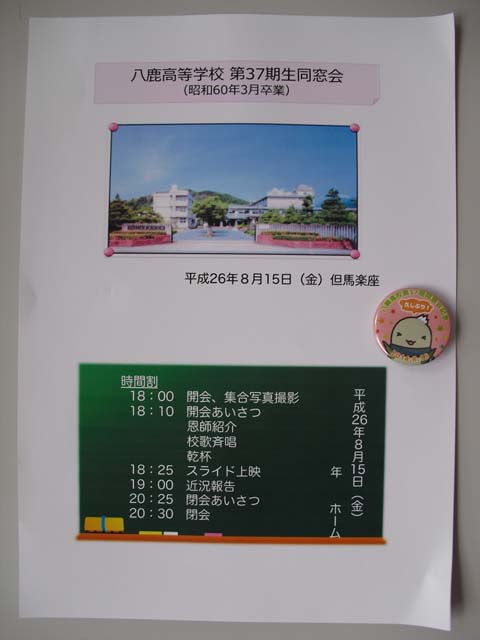 八鹿高等学校 第37期生同窓会
（昭和60年3月卒業）
平成26年８月15日（金）但馬楽座
久しぶり！
時間割
18：00 開会、集合写真撮影
18：10 開会あいさつ
恩師紹介
校歌斉唱
乾杯
18：25 スライド上映
19：00 近況報告
20：25 閉会あいさつ
20：30 閉会
平成26年８月15日（金）
年 ホーム